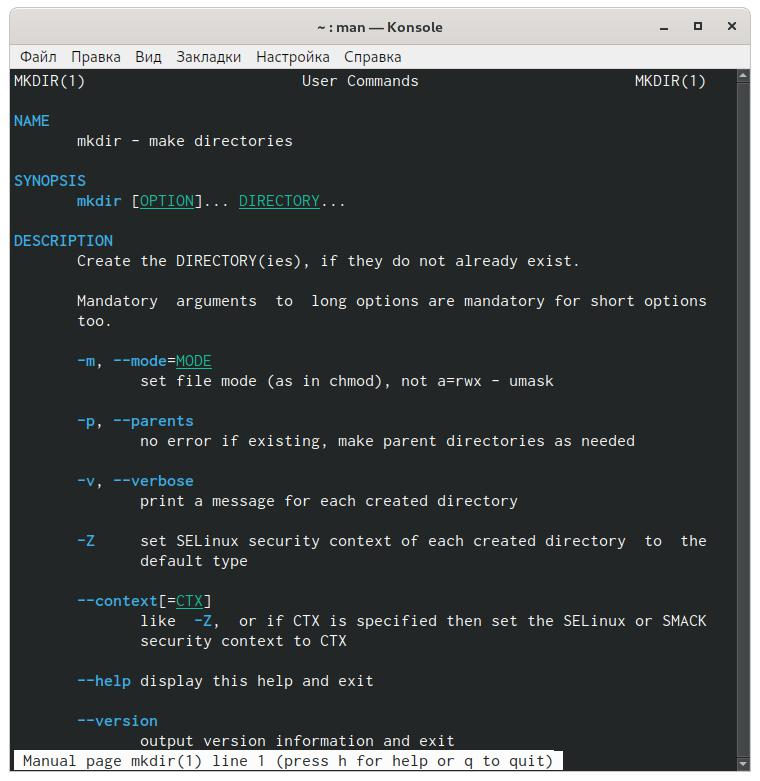 ~ : man — Konsole
Файл Правка Вид Закладки Настройка Справка
MKDIR(1) User Commands MKDIR(1)
NAME
mkdir - make directories
SYNOPSIS
mkdir [OPTION]... DIRECTORY...
DESCRIPTION
Create the DIRECTORY(ies), if they do not already exist.
Mandatory arguments to long options are mandatory for short options
too.
-m, --mode=MODE
set file mode (as in chmod), not a=rwx - umask
-p, --parents
no error if existing, make parent directories as needed
-v, --verbose
print a message for each created directory
-Z set SELinux security context of each created directory to the
default type
--context[=CTX]
like -Z, or if CTX is specified then set the SELinux or SMACK
security context to CTX
--help display this help and exit
--version
output version information and exit
Manual page mkdir(1) line 1 (press h for help or q to quit)